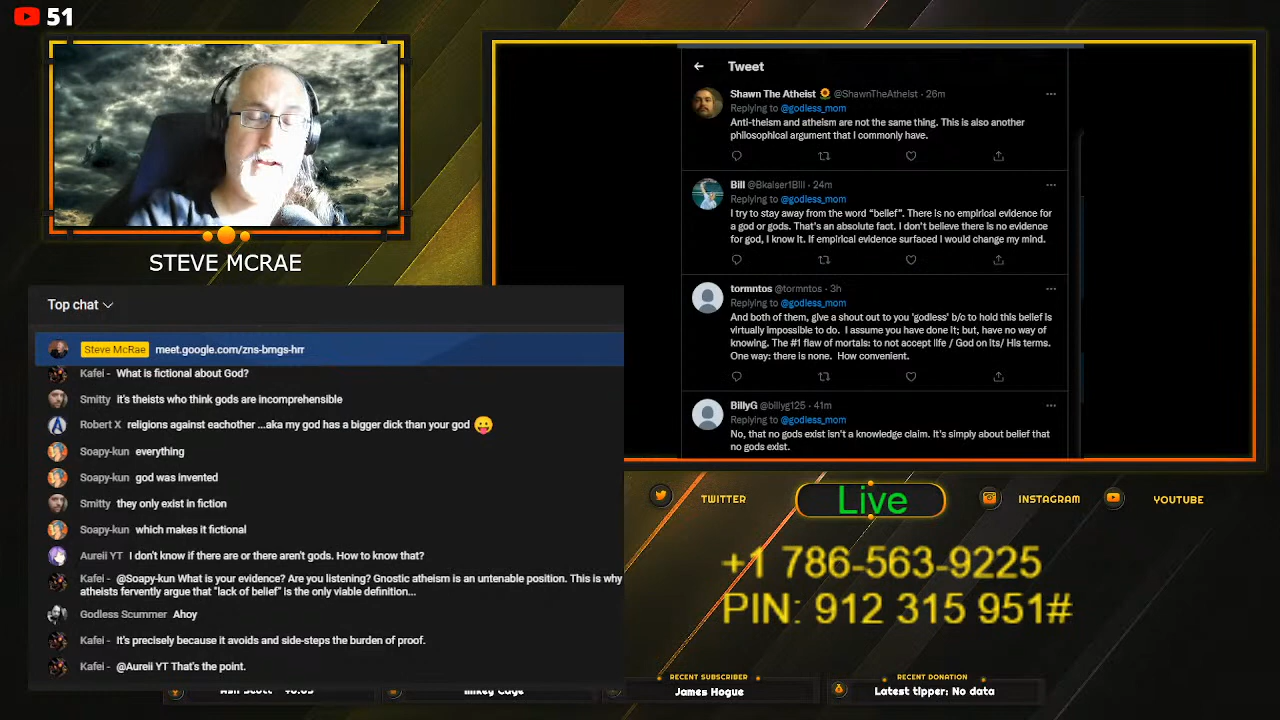 51
STEVE MCRAE
Top chat
Steve McRae meet.google.com/zns-bmgs-hrr
Kafei - What is fictional about God?
Smitty it's theists who think gods are incomprehensible
Robert X religions against eachother ...aka my god has a bigger dick than your god 😛
Soapy-kun everything
Soapy-kun god was invented
Smitty they only exist in fiction
Soapy-kun which makes it fictional
Aureii YT I don't know if there are or there aren't gods. How to know that?
Kafei - @Soapy-kun What is your evidence? Are you listening? Gnostic atheism is an untenable position. This is why
atheists fervently argue that "lack of belief" is the only viable definition...
Godless Scummer Ahoy
Kafei - It's precisely because it avoids and side-steps the burden of proof.
Kafei - @Aureii YT That's the point.
Tweet
Shawn The Atheist 🌻 @ShawnTheAtheist · 26m
Replying to @godless_mom
Anti-theism and atheism are not the same thing. This is also another
philosophical argument that I commonly have.
Bill @Bkaiser1Bill · 24m
Replying to @godless_mom
I try to stay away from the word "belief". There is no empirical evidence for
a god or gods. That's an absolute fact. I don't believe there is no evidence
for god, I know it. If empirical evidence surfaced I would change my mind.
tormntos @tormntos · 3h
Replying to @godless_mom
And both of them, give a shout out to you 'godless' b/c to hold this belief is
virtually impossible to do. I assume you have done it; but, have no way of
knowing. The #1 flaw of mortals: to not accept life / God on its/ His terms.
One way: there is none. How convenient.
BillyG @billyg125 · 41m
Replying to @godless_mom
No, that no gods exist isn't a knowledge claim. It's simply about belief that
no gods exist.
TWITTER
Live
INSTAGRAM
YOUTUBE
+1 786-563-9225
PIN: 912 315 951#
Mikey Cage
RECENT SUBSCRIBER
James Hogue
RECENT DONATION
Latest tipper: No data